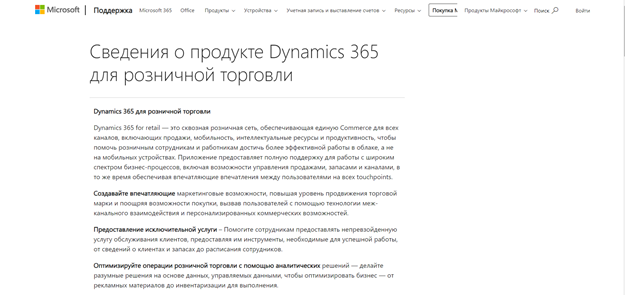 Microsoft Поддержка Microsoft 365 Office Продукты Устройства Учетная запись и выставление счетов Ресурсы Покупка М Продукты Майкрософт Поиск Войти
Сведения о продукте Dynamics 365
для розничной торговли
Dynamics 365 для розничной торговли
Dynamics 365 for retail — это сквозная розничная сеть, обеспечивающая единую Commerce для всех
каналов, включающих продажи, мобильность, интеллектуальные ресурсы и продуктивность, чтобы
помочь розничным сотрудникам и работникам достичь более эффективной работы в облаке, а не
на мобильных устройствах. Приложение предоставляет полную поддержку для работы с широким
спектром бизнес-процессов, включая возможности управления продажами, запасами и каналами, в
то же время обеспечивая впечатляющие впечатления между пользователями на всех touchpoints.
Создавайте впечатляющие маркетинговые возможности, повышая уровень продвижения торговой
марки и поощряя возможности покупки, вызвав пользователей с помощью технологии меж-
канального взаимодействия и персонализированных коммерческих возможностей.
Предоставление исключительной услуги – Помогите сотрудникам предоставлять непревзойденную
услугу обслуживания клиентов, предоставляя им инструменты, необходимые для успешной работы,
от сведений о клиентах и запасах до расписания сотрудников.
Оптимизируйте операции розничной торговли с помощью аналитических решений — делайте
разумные решения на основе данных, управляемых данными, чтобы оптимизировать бизнес — от
рекламных материалов до инвентаризации для выполнения.